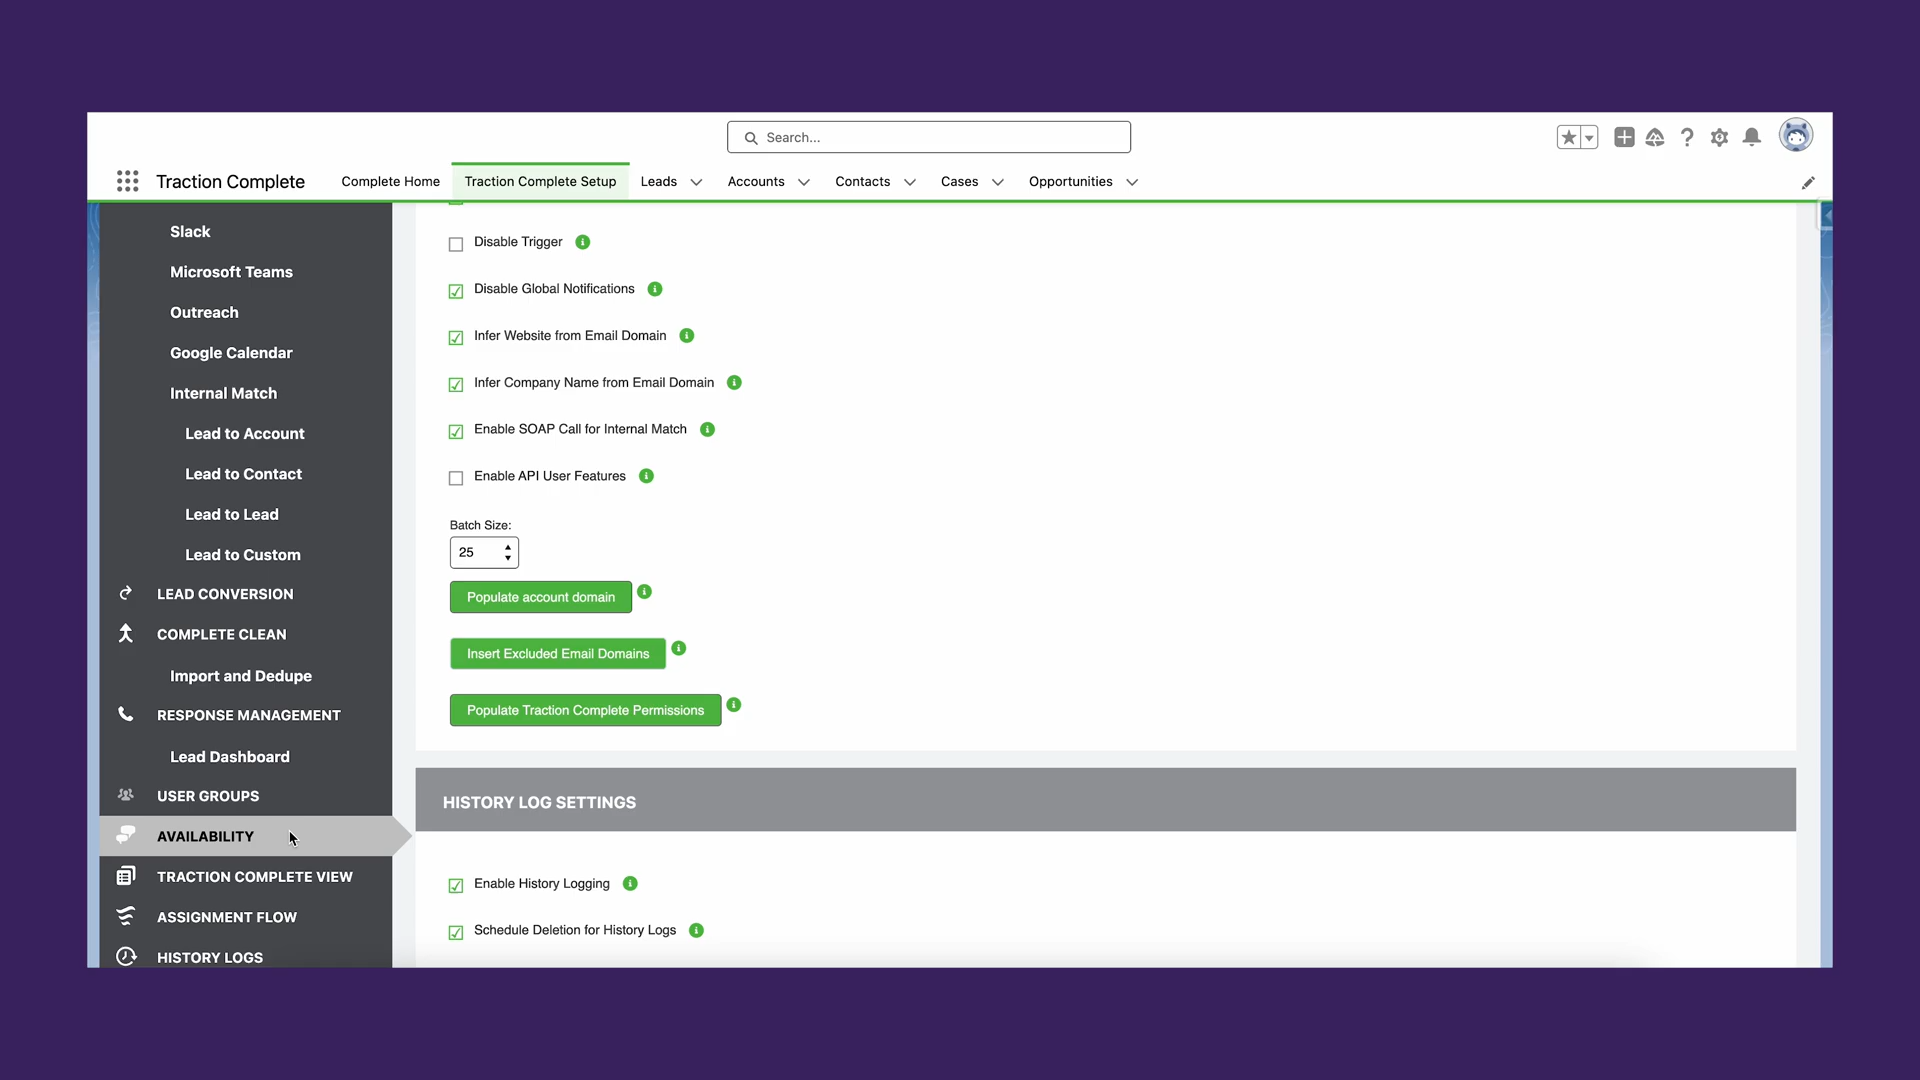 Search...
Traction Complete
Complete Home
Traction Complete Setup
Leads
Accounts
Contacts
Cases
Opportunities
Slack
Microsoft Teams
Outreach
Google Calendar
Internal Match
Lead to Account
Lead to Contact
Lead to Lead
Lead to Custom
LEAD CONVERSION
COMPLETE CLEAN
Import and Dedupe
RESPONSE MANAGEMENT
Lead Dashboard
USER GROUPS
AVAILABILITY
TRACTION COMPLETE VIEW
ASSIGNMENT FLOW
HISTORY LOGS
Disable Trigger
Disable Global Notifications
Infer Website from Email Domain
Infer Company Name from Email Domain
Enable SOAP Call for Internal Match
Enable API User Features
Batch Size:
25
Populate account domain
Insert Excluded Email Domains
Populate Traction Complete Permissions
HISTORY LOG SETTINGS
Enable History Logging
Schedule Deletion for History Logs